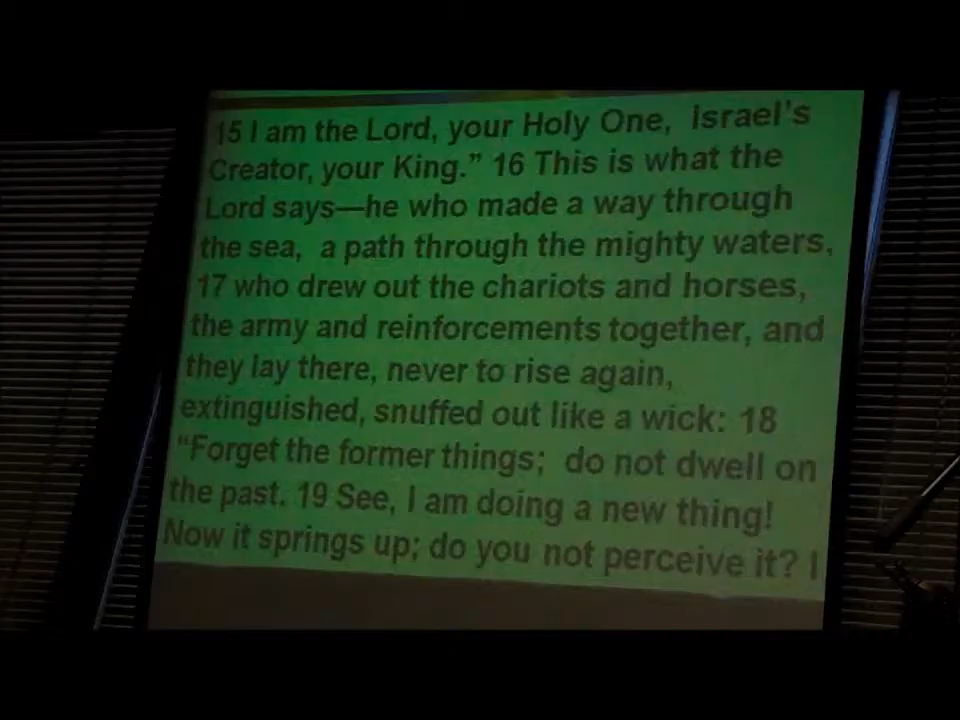 15 I am the Lord, your Holy One, Israel's
Creator, your King.” 16 This is what the
Lord says—he who made a way through
the sea, a path through the mighty waters,
17 who drew out the chariots and horses,
the army and reinforcements together, and
they lay there, never to rise again,
extinguished, snuffed out like a wick: 18
“Forget the former things; do not dwell on
the past. 19 See, I am doing a new thing!
Now it springs up; do you not perceive it? I